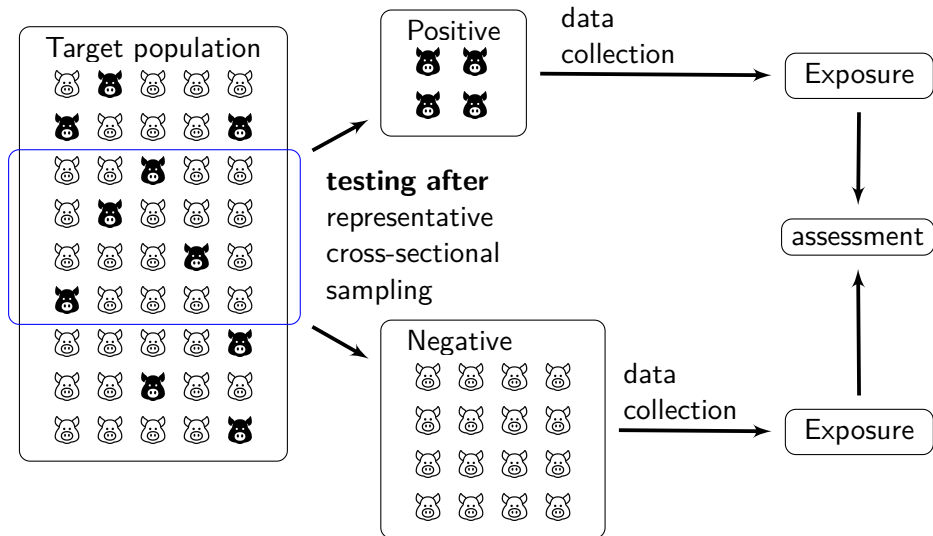 Target population
Positive
data
collection
Exposure
testing after
representative
cross-sectional
sampling
assessment
Negative
data
collection
Exposure